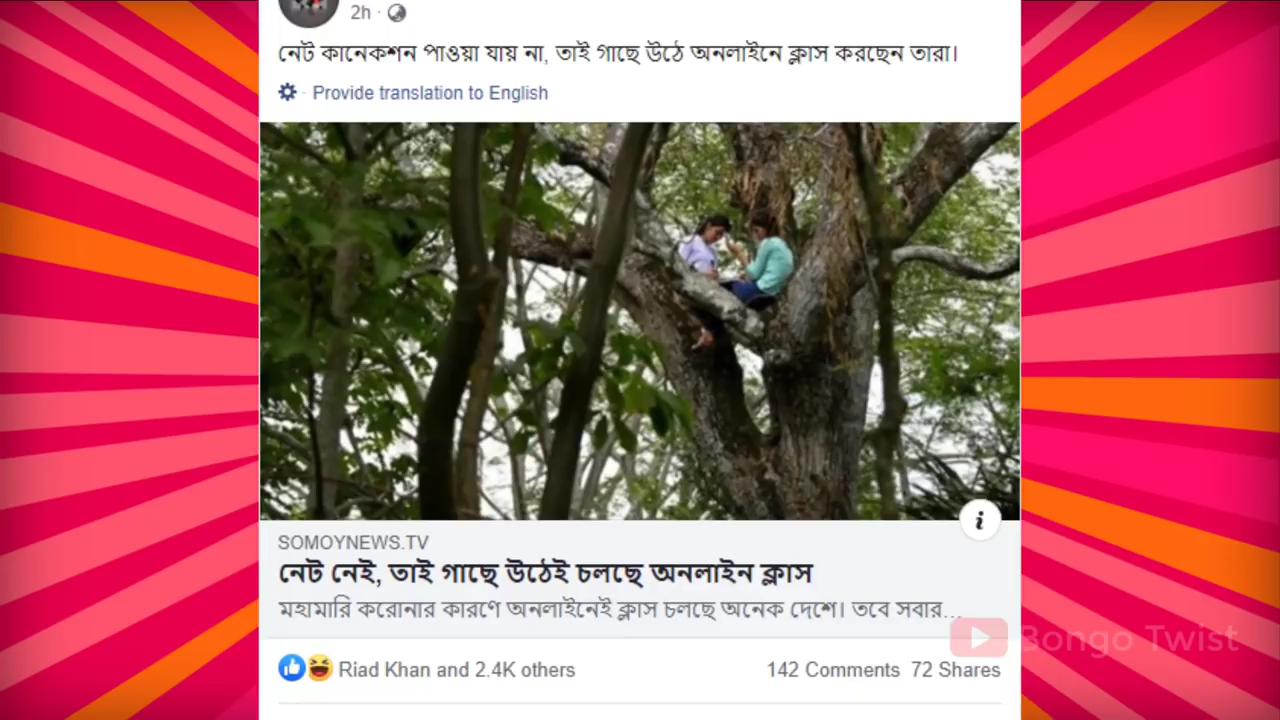 2h ·
নেট কানেকশন পাওয়া যায় না, তাই গাছে উঠে অনলাইনে ক্লাস করছেন তারা।
· Provide translation to English
i
SOMOYNEWS.TV
নেট নেই, তাই গাছে উঠেই চলছে অনলাইন ক্লাস
মহামারি করোনার কারণে অনলাইনেই ক্লাস চলছে অনেক দেশে। তবে সবার...
Bongo Twist
Riad Khan and 2.4K others 142 Comments 72 Shares